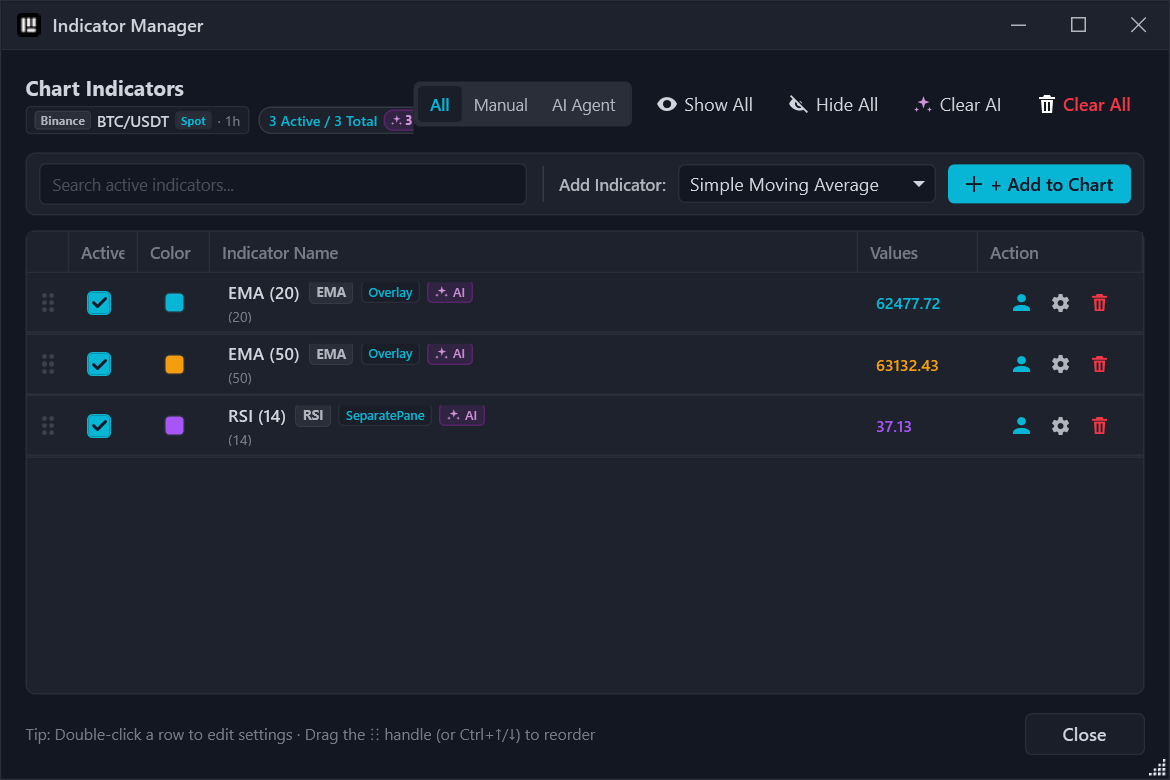 Indicator Manager
Chart Indicators
Binance BTC/USDT Spot · 1h 3 Active / 3 Total 3
All Manual AI Agent Show All Hide All Clear AI Clear All
Search active indicators... Add Indicator: Simple Moving Average + Add to Chart
Active Color Indicator Name Values Action
EMA (20) EMA Overlay AI 62477.72
(20)
EMA (50) EMA Overlay AI 63132.43
(50)
RSI (14) RSI SeparatePane AI 37.13
(14)
Tip: Double-click a row to edit settings · Drag the ⠿ handle (or Ctrl+↑/↓) to reorder
Close